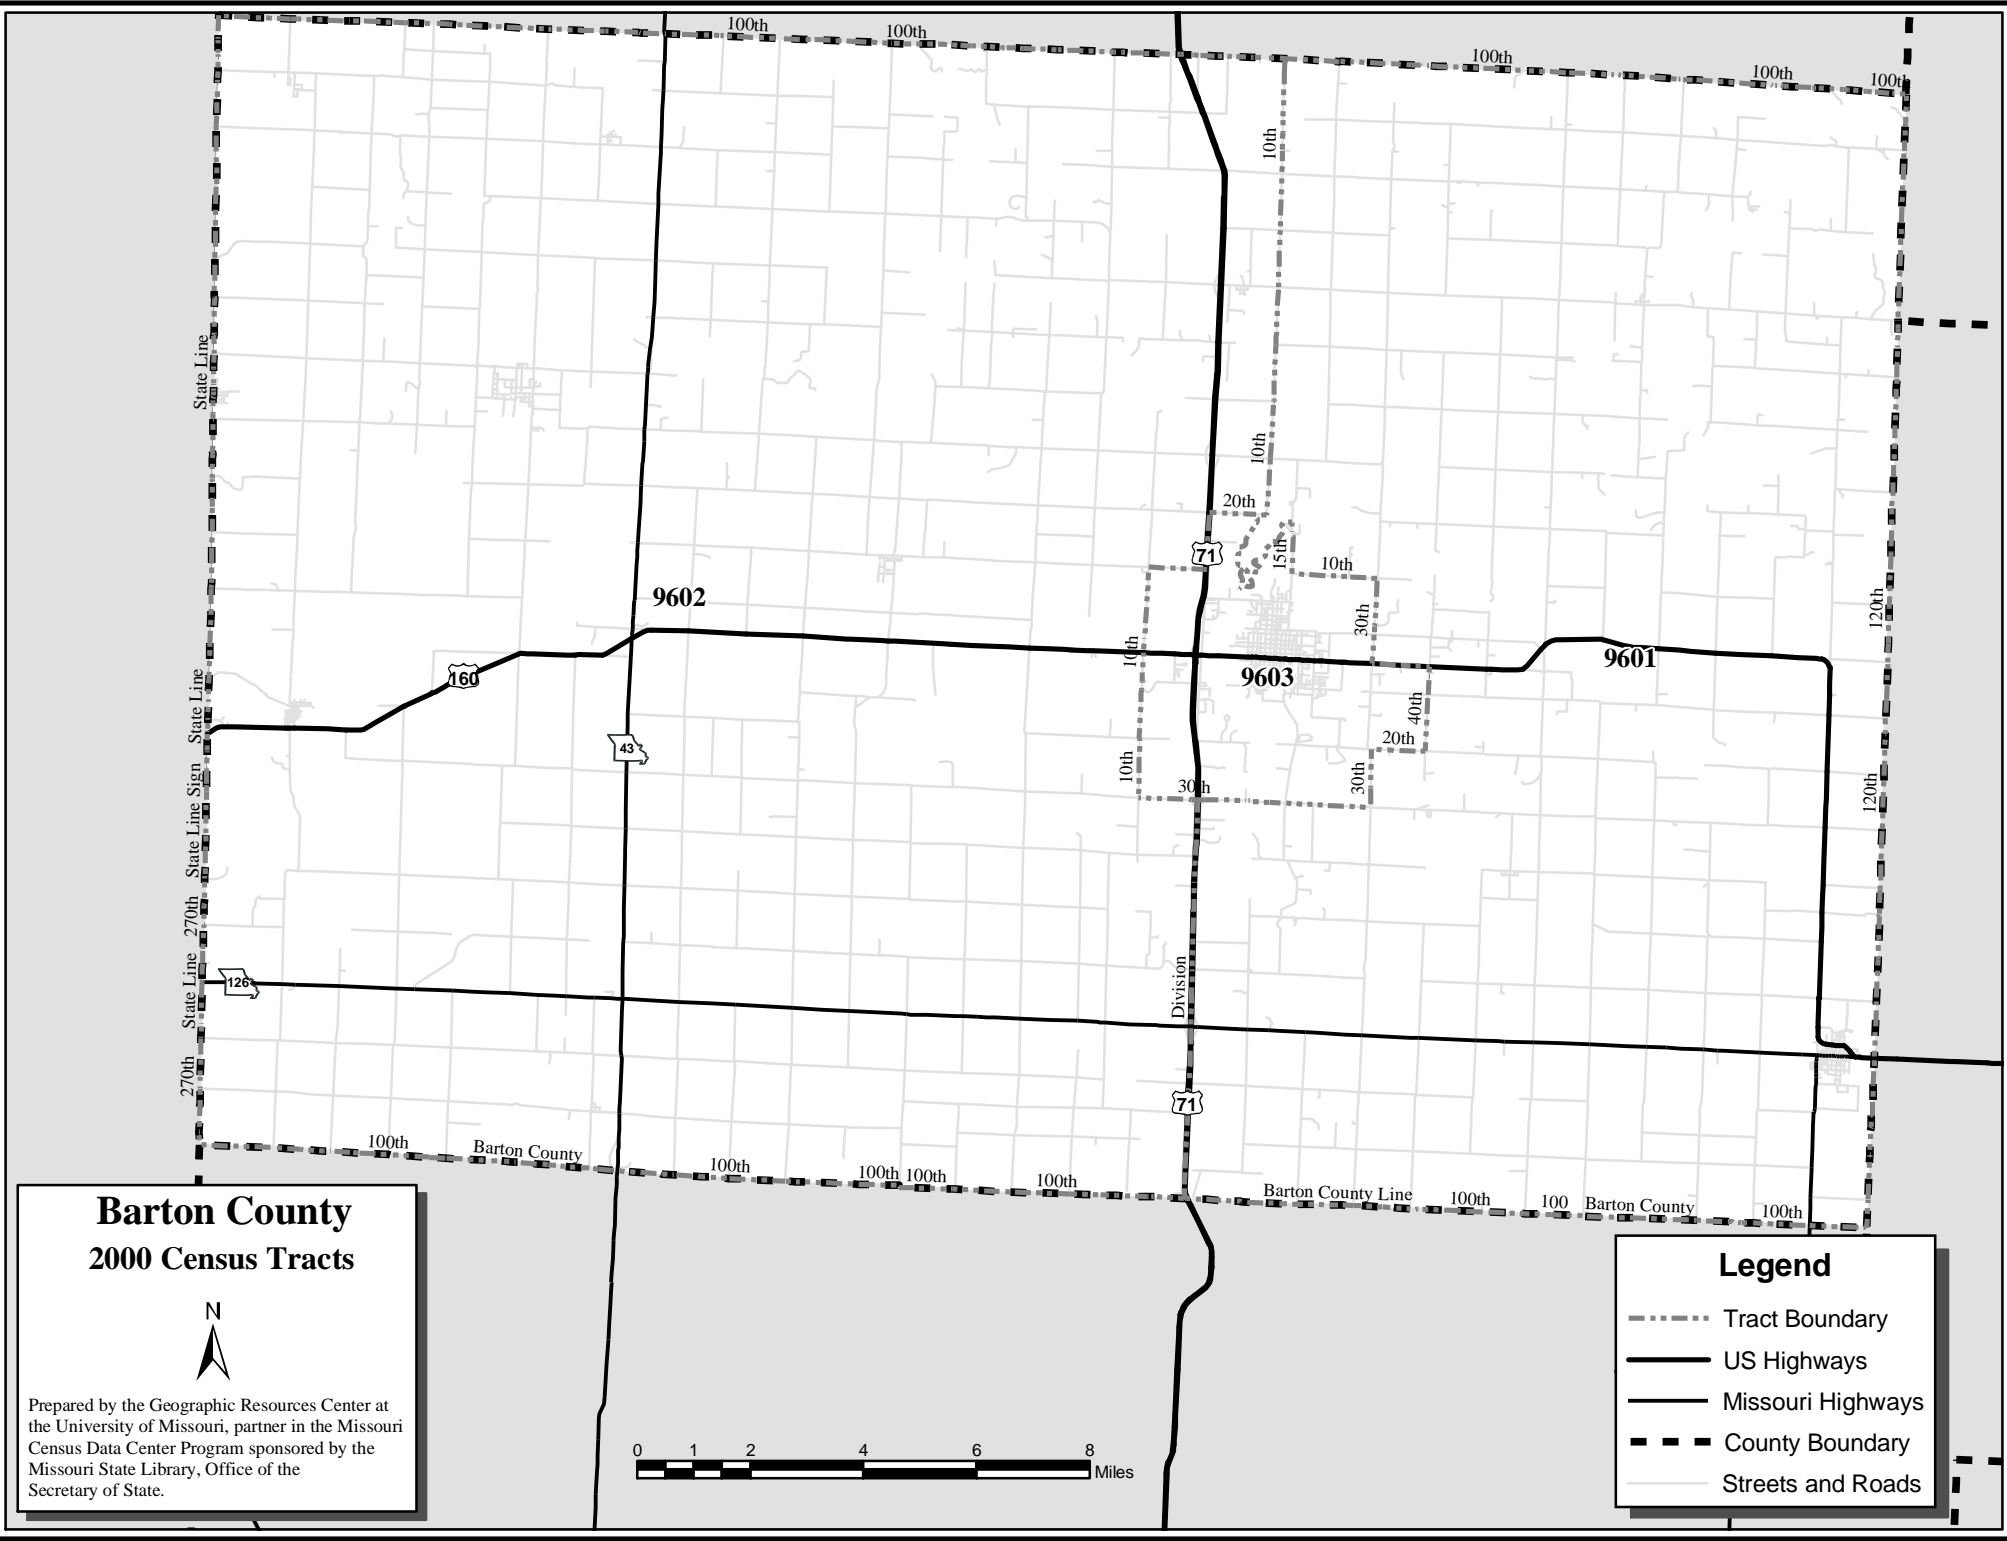 100th
100th
100th
100th
100th
10th
State Line
10th
20th
71
15th
10th
9602
30th
120th
10th
9601
160
9603
State Line
40th
43
20th
10th
30th
30th
120th
State Line Sign
270th
State Line
126
Division
270th
71
100th
Barton County
100th
100th
100th
100th
Barton County Line
100th
100
Barton County
100th
Barton County
2000 Census Tracts
N
Prepared by the Geographic Resources Center at
the University of Missouri, partner in the Missouri
Census Data Center Program sponsored by the
Missouri State Library, Office of the
Secretary of State.
0 1 2 4 6 8
Miles
Legend
Tract Boundary
US Highways
Missouri Highways
County Boundary
Streets and Roads